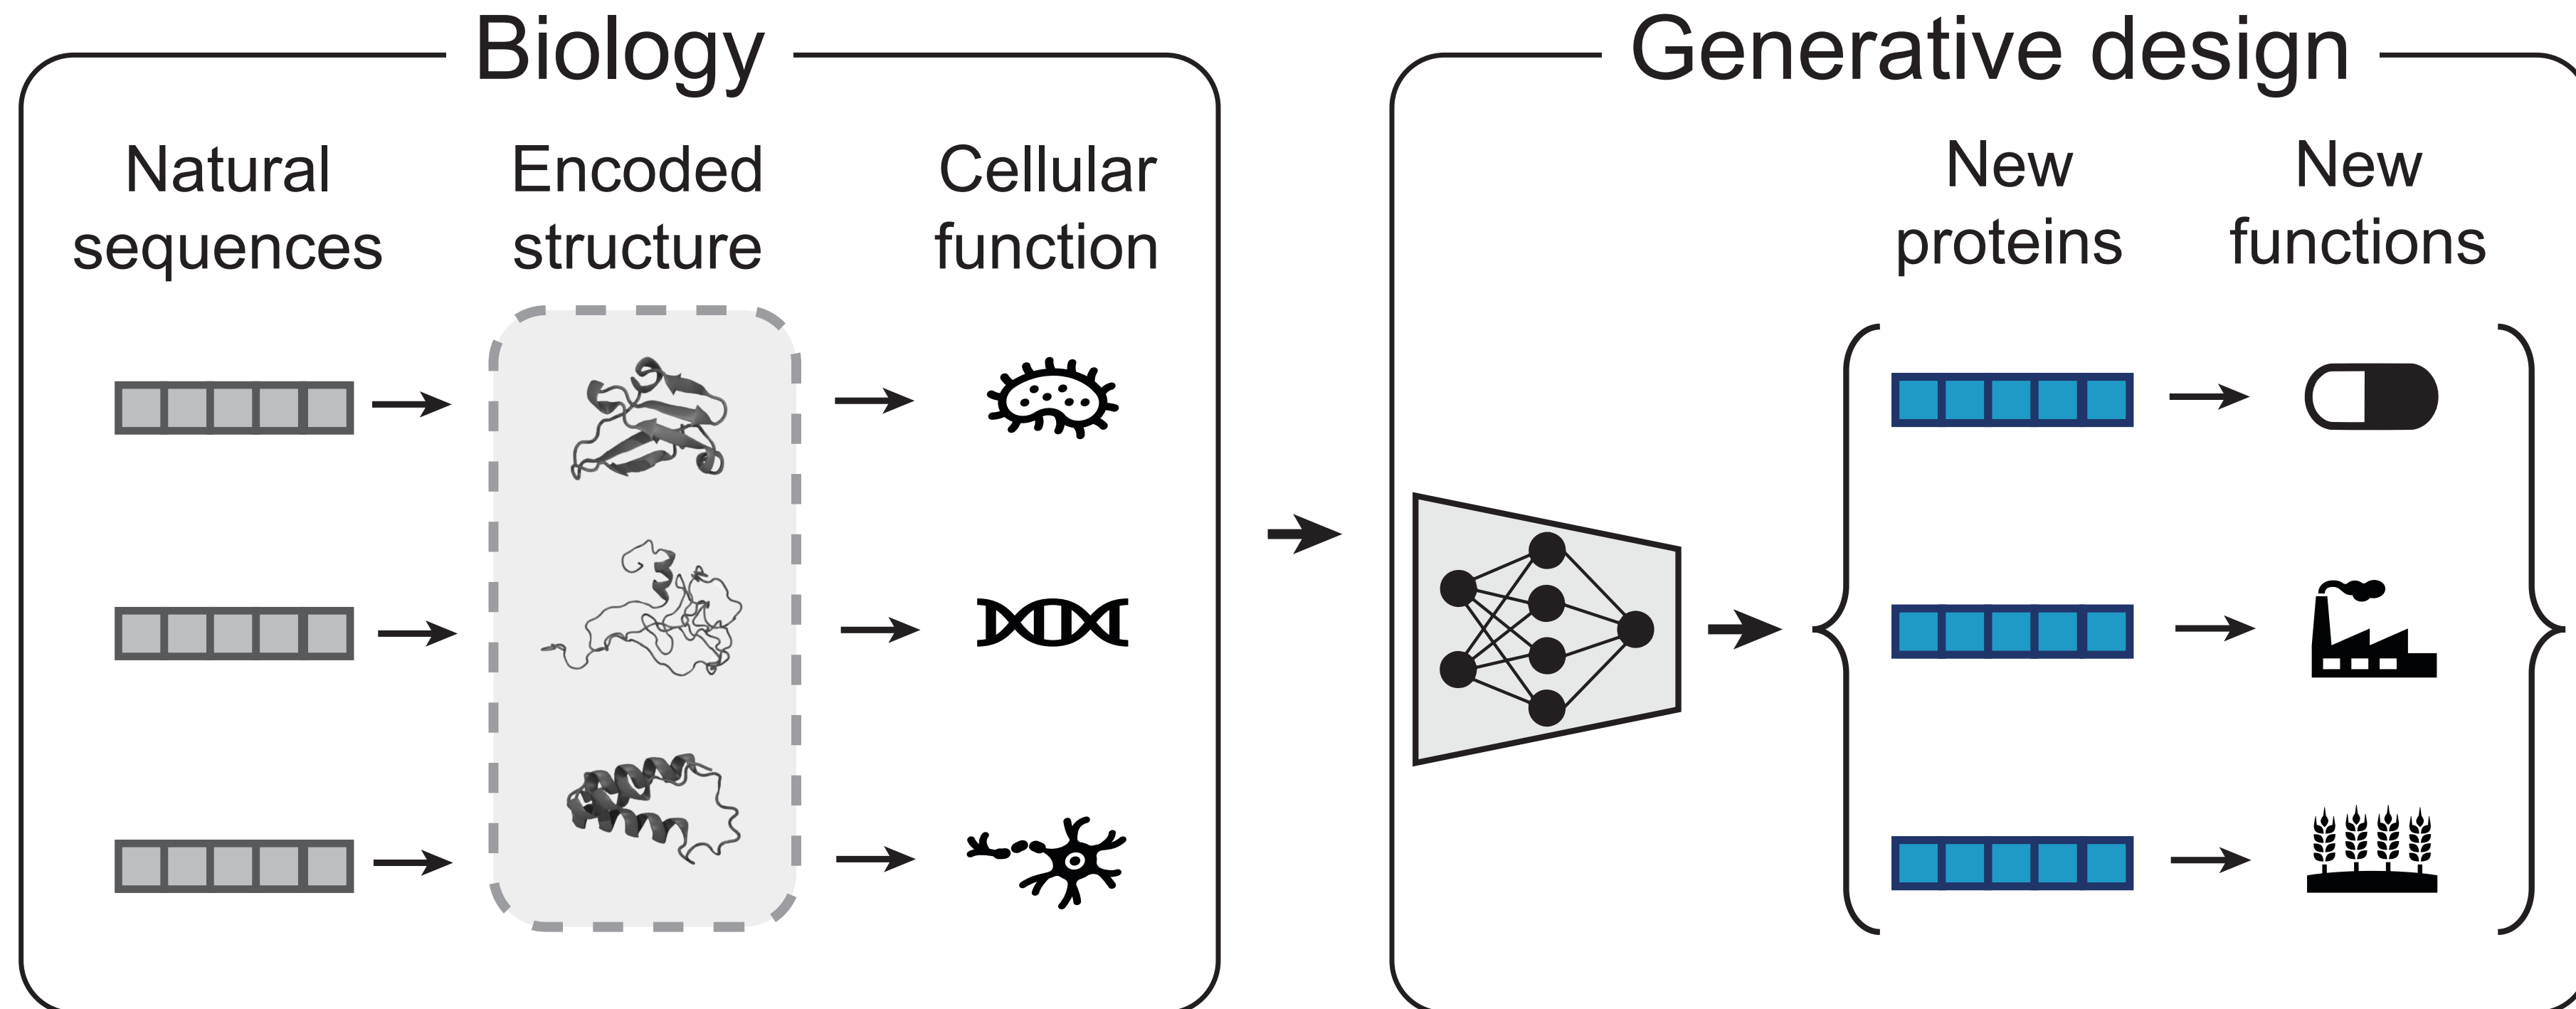 Biology
Natural
sequences
Encoded
structure
Cellular
function
Generative design
New
proteins
New
functions